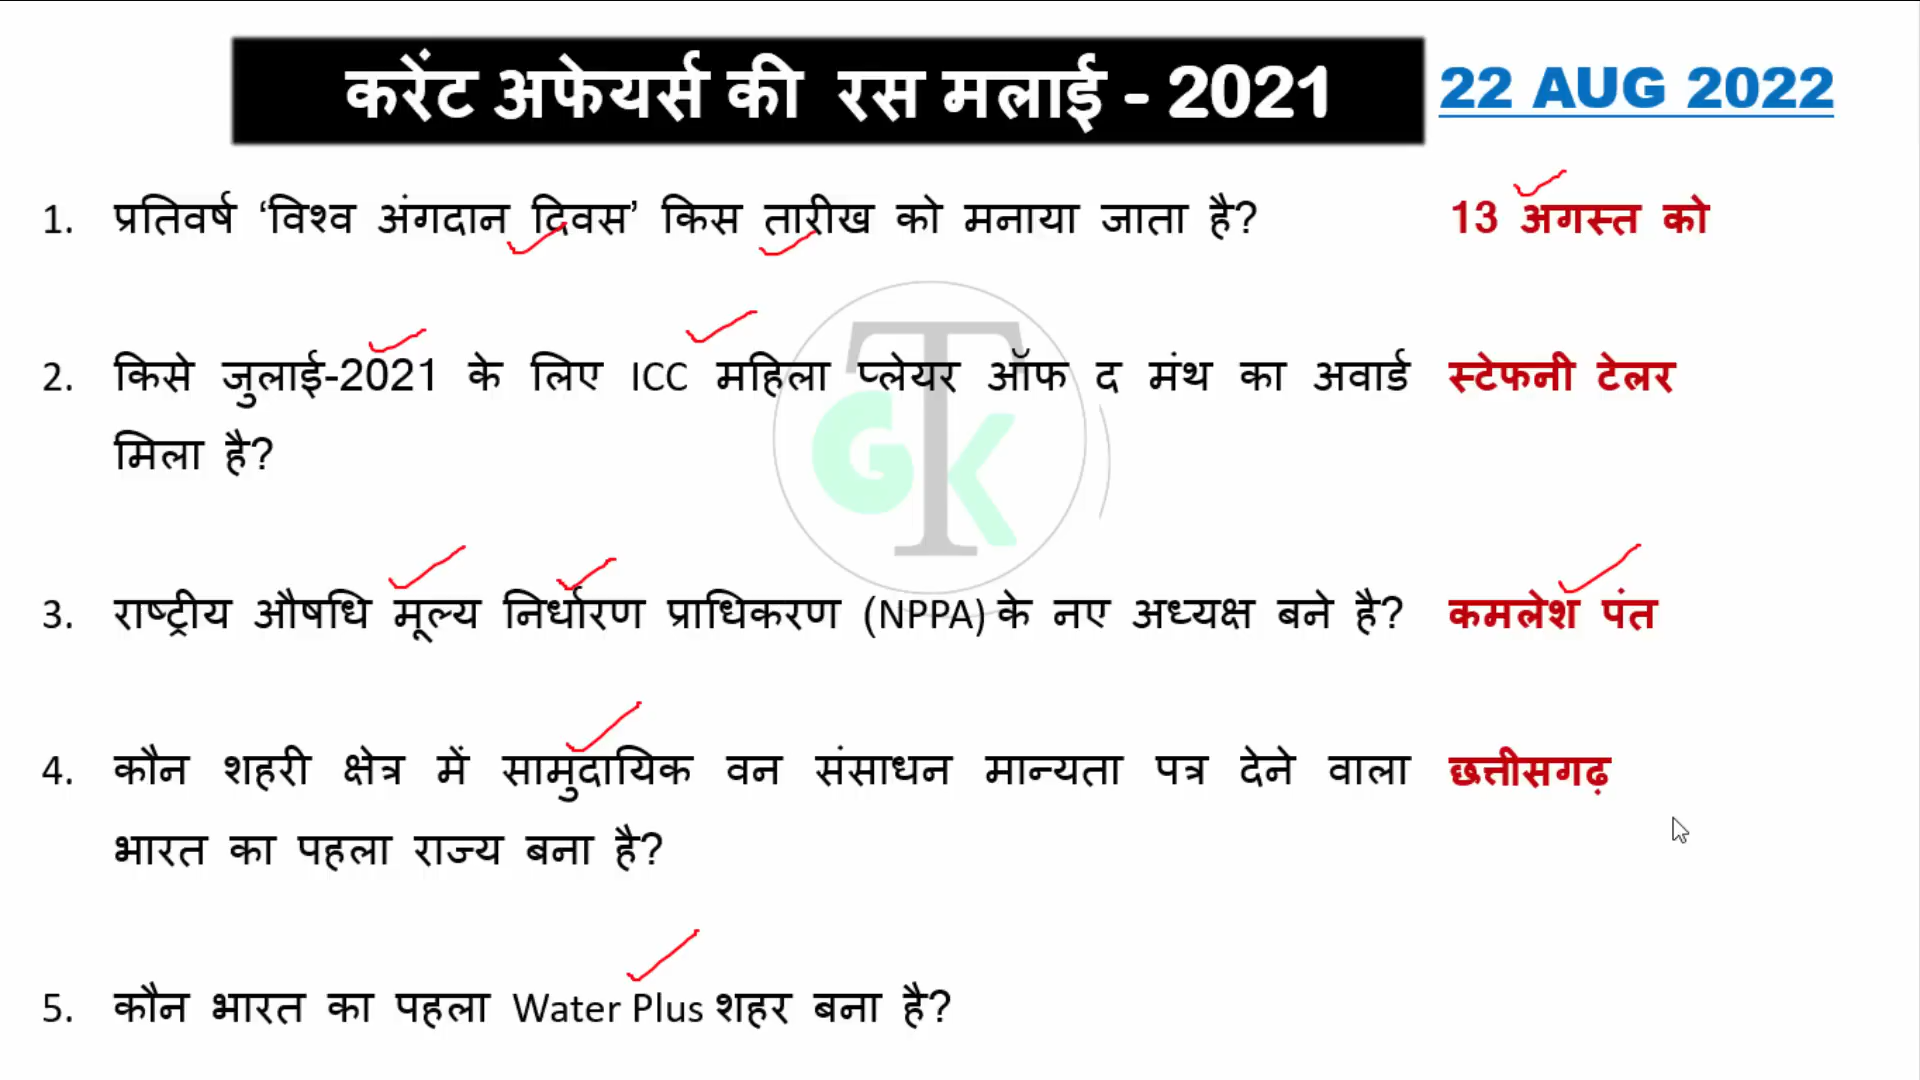 करेंट अफेयर्स की रस मलाई - 2021
22 AUG 2022
1. प्रतिवर्ष ‘विश्व अंगदान दिवस’ किस तारीख को मनाया जाता है? 13 अगस्त को
2. किसे जुलाई-2021 के लिए ICC महिला प्लेयर ऑफ द मंथ का अवार्ड स्टेफनी टेलर
मिला है?
GTK
3. राष्ट्रीय औषधि मूल्य निर्धारण प्राधिकरण (NPPA) के नए अध्यक्ष बने है? कमलेश पंत
4. कौन शहरी क्षेत्र में सामुदायिक वन संसाधन मान्यता पत्र देने वाला छत्तीसगढ़
भारत का पहला राज्य बना है?
5. कौन भारत का पहला Water Plus शहर बना है?